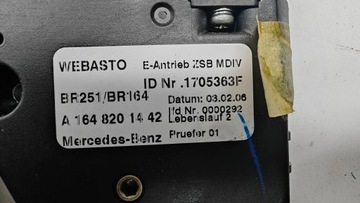 WEBASTO E-Antrieb ZSB MDIV
ID Nr .1705363F
BR251/BR164 Datum: 03.02.06
lfd Nr. 0000292
A 164 820 14 42 Lebenslauf 2
Mercedes-Benz Pruefer 01